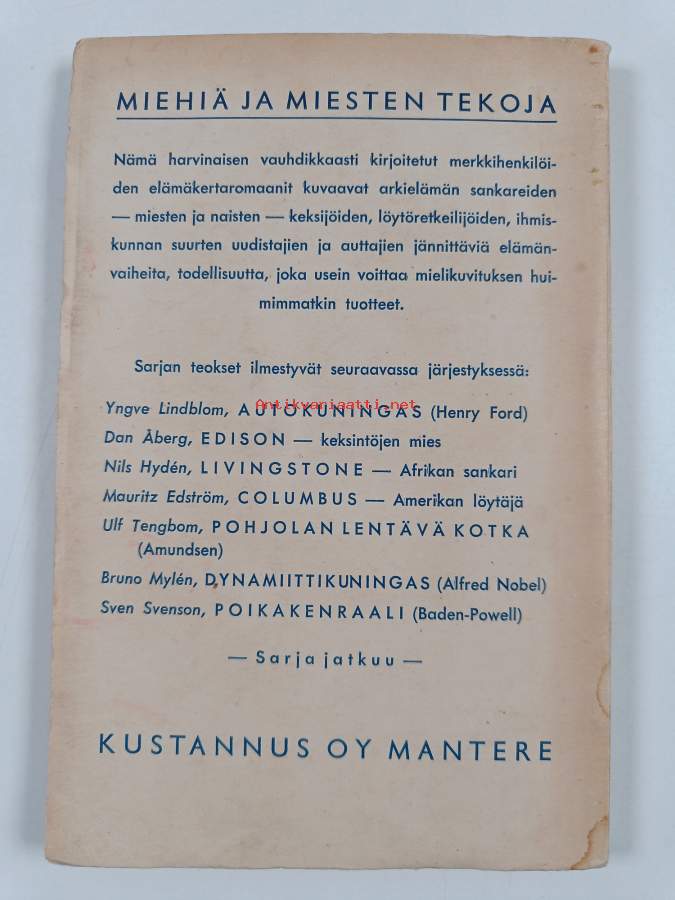 MIEHIÄ JA MIESTEN TEKOJA
Nämä harvinaisen vauhdikkaasti kirjoitetut merkkihenkilöi-
den elämäkertaromaanit kuvaavat arkielämän sankareiden
— miesten ja naisten — keksijöiden, löytöretkeilijöiden, ihmis-
kunnan suurten uudistajien ja auttajien jännittäviä elämän-
vaiheita, todellisuutta, joka usein voittaa mielikuvituksen hui-
mimmatkin tuotteet.
Sarjan teokset ilmestyvät seuraavassa järjestyksessä:
Antikvariaatti.net
Yngve Lindblom, AUTOKUNINGAS (Henry Ford)
Dan Åberg, EDISON — keksintöjen mies
Nils Hydén, LIVINGSTONE — Afrikan sankari
Mauritz Edström, COLUMBUS — Amerikan löytäjä
Ulf Tengbom, POHJOLAN LENTÄVÄ KOTKA
(Amundsen)
Bruno Mylén, DYNAMIITTIKUNINGAS (Alfred Nobel)
Sven Svenson, POIKAKENRAALI (Baden-Powell)
— Sarja jatkuu —
KUSTANNUS OY MANTERE